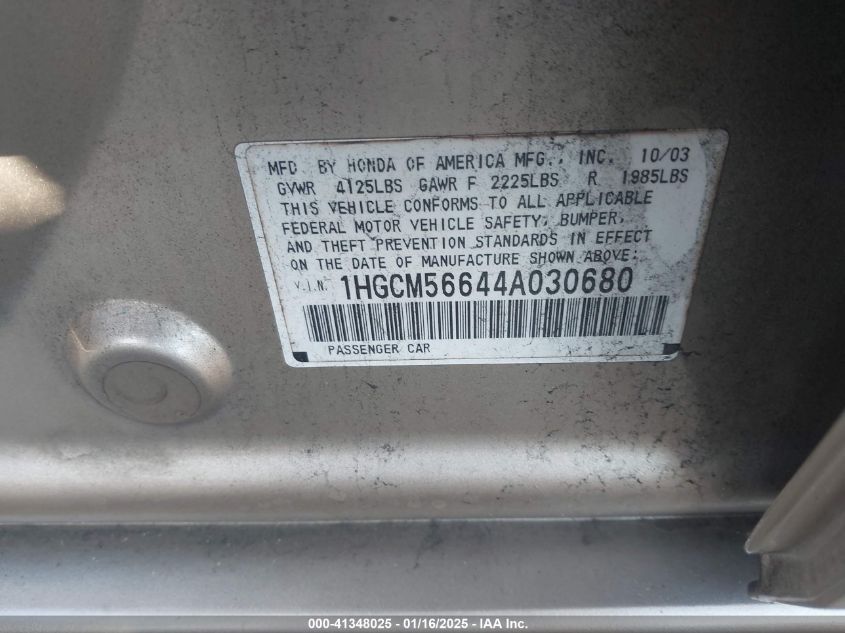 MFD. BY HONDA OF AMERICA MFG., INC. 10/03
GVWR 4125LBS GAWR F 2225LBS R 1985LBS
THIS VEHICLE CONFORMS TO ALL APPLICABLE
FEDERAL MOTOR VEHICLE SAFETY, BUMPER,
AND THEFT PREVENTION STANDARDS IN EFFECT
ON THE DATE OF MANUFACTURE SHOWN ABOVE.
V.I.N. 1HGCM56644A030680
PASSENGER CAR
000-41348025 - 01/16/2025 - IAA Inc.